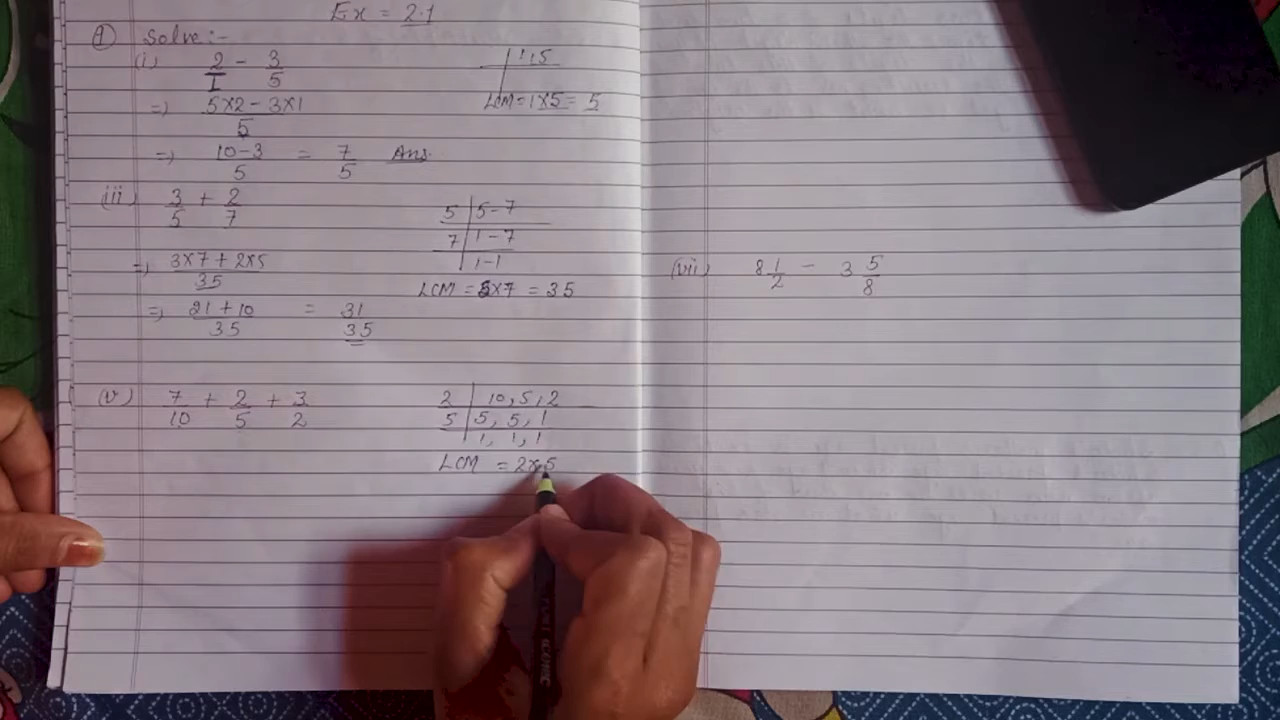 Ex = 2.1
① Solve:-
(i) 2/1 - 3/5
1,5
LCM = 1×5 = 5
=) 5×2 - 3×1 / 5
=) 10-3 / 5 = 7/5 Ans.
(iii) 3/5 + 2/7
5 | 5 - 7
7 | 1 - 7
1 - 1
LCM = 5×7 = 35
=) 3×7 + 2×5 / 35
=) 21 + 10 / 35 = 31/35
(v) 7/10 + 2/5 + 3/2
2 | 10, 5, 2
5 | 5, 5, 1
1, 1, 1
LCM = 2×5
(vii) 8 1/2 - 3 5/8